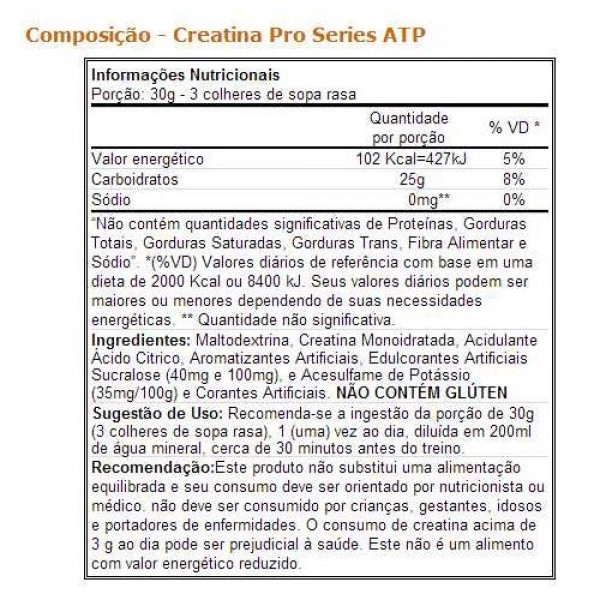 Composição - Creatina Pro Series ATP
Informações Nutricionais
Porção: 30g - 3 colheres de sopa rasa
Quantidade
por porção
% VD *
Valor energético 102 Kcal=427kJ 5%
Carboidratos 25g 8%
Sódio 0mg** 0%
"Não contém quantidades significativas de Proteínas, Gorduras
Totais, Gorduras Saturadas, Gorduras Trans, Fibra Alimentar e
Sódio". *(%VD) Valores diários de referência com base em uma
dieta de 2000 Kcal ou 8400 kJ. Seus valores diários podem ser
maiores ou menores dependendo de suas necessidades
energéticas. ** Quantidade não significativa.
Ingredientes: Maltodextrina, Creatina Monoidratada, Acidulante
Ácido Citrico, Aromatizantes Artificiais, Edulcorantes Artificiais
Sucralose (40mg e 100mg), e Acesulfame de Potássio
(35mg/100g) e Corantes Artificiais. NÃO CONTÉM GLÚTEN
Sugestão de Uso: Recomenda-se a ingestão da porção de 30g
(3 colheres de sopa rasa), 1 (uma) vez ao dia, diluída em 200ml
de água mineral, cerca de 30 minutos antes do treino.
Recomendação:Este produto não substitui uma alimentação
equilibrada e seu consumo deve ser orientado por nutricionista ou
médico. não deve ser consumido por crianças, gestantes, idosos
e portadores de enfermidades. O consumo de creatina acima de
3 g ao dia pode ser prejudicial à saúde. Este não é um alimento
com valor energético reduzido.